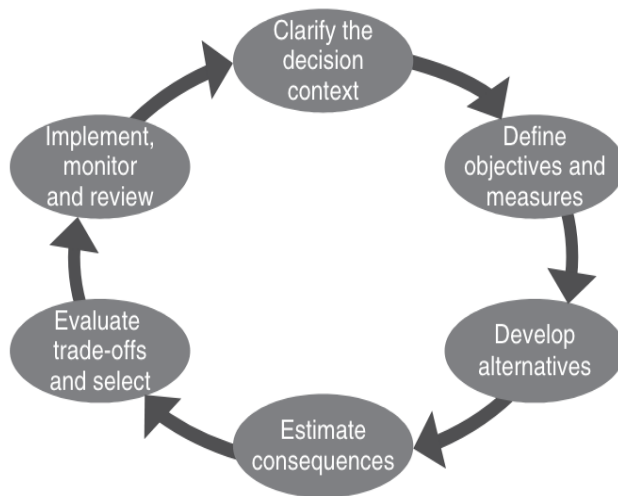 Clarify the
decision
context
Define
objectives and
measures
Develop
alternatives
Estimate
consequences
Evaluate
trade-offs
and select
Implement,
monitor
and review